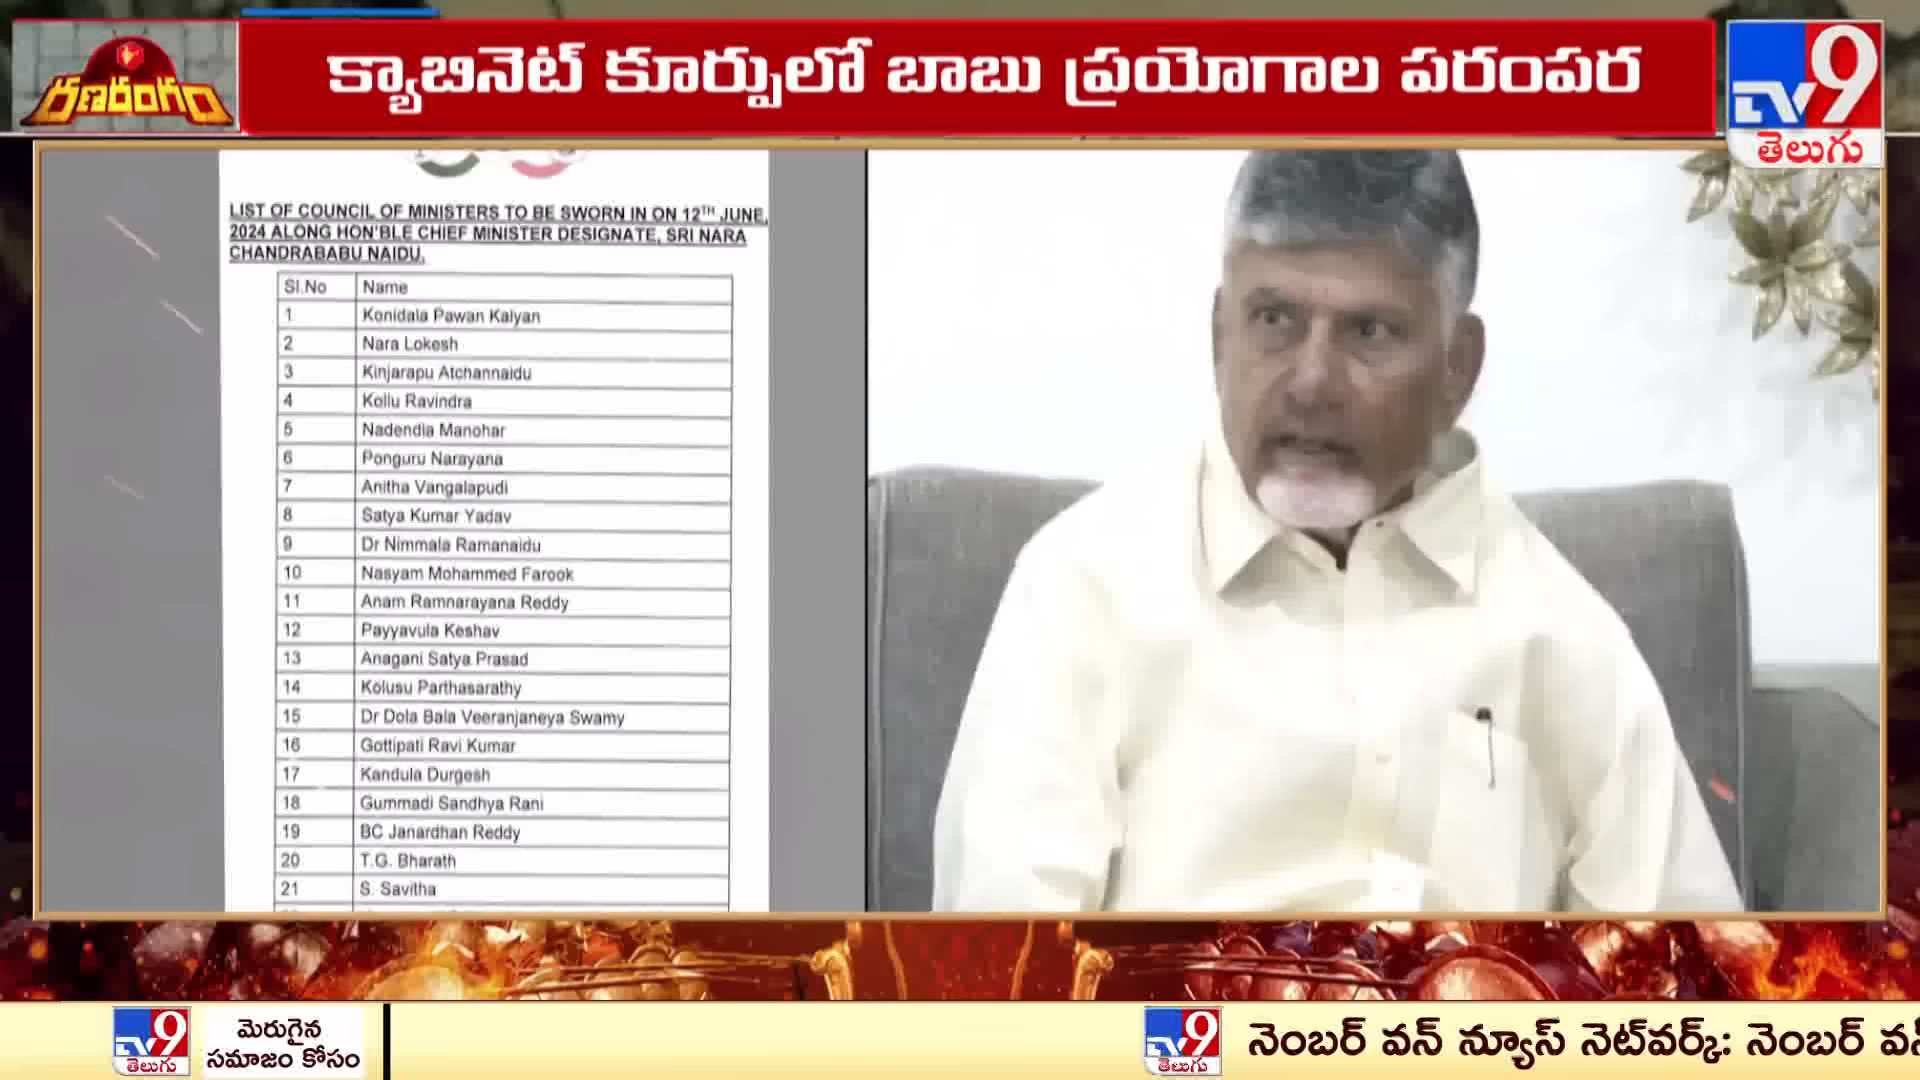 రణరంగం
క్యాబినెట్ కూర్పులో బాబు ప్రయోగాల పరంపర
TV9
తెలుగు
LIST OF COUNCIL OF MINISTERS TO BE SWORN IN ON 12TH JUNE,
2024 ALONG HON'BLE CHIEF MINISTER DESIGNATE, SRI NARA
CHANDRABABU NAIDU.
Sl.No Name
1 Konidala Pawan Kalyan
2 Nara Lokesh
3 Kinjarapu Atchannaidu
4 Kollu Ravindra
5 Nadendla Manohar
6 Ponguru Narayana
7 Anitha Vangalapudi
8 Satya Kumar Yadav
9 Dr Nimmala Ramanaidu
10 Nasyam Mohammed Farook
11 Anam Ramnarayana Reddy
12 Payyavula Keshav
13 Anagani Satya Prasad
14 Kolusu Parthasarathy
15 Dr Dola Bala Veeranjaneya Swamy
16 Gottipati Ravi Kumar
17 Kandula Durgesh
18 Gummadi Sandhya Rani
19 BC Janardhan Reddy
20 T.G. Bharath
21 S. Savitha
TV9
తెలుగు
మెరుగైన
సమాజం కోసం
TV9
తెలుగు
నెంబర్ వన్ న్యూస్ నెట్‌వర్క్: నెంబర్ వన్